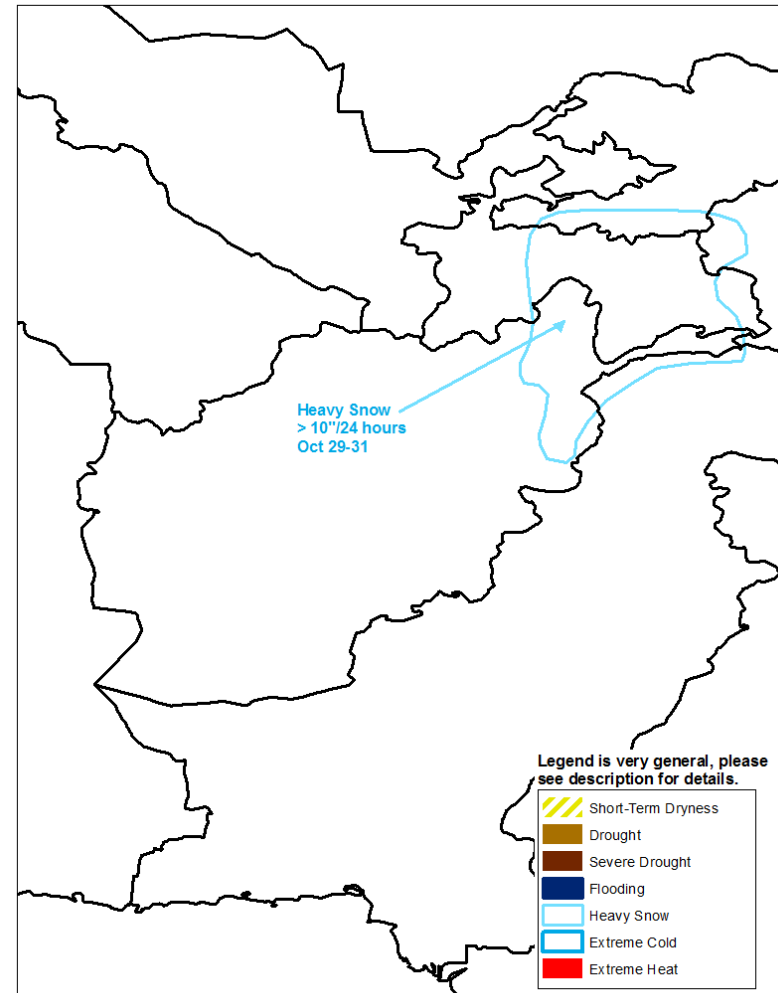 Heavy Snow
> 10"/24 hours
Oct 29-31
Legend is very general, please
see description for details.
Short-Term Dryness
Drought
Severe Drought
Flooding
Heavy Snow
Extreme Cold
Extreme Heat